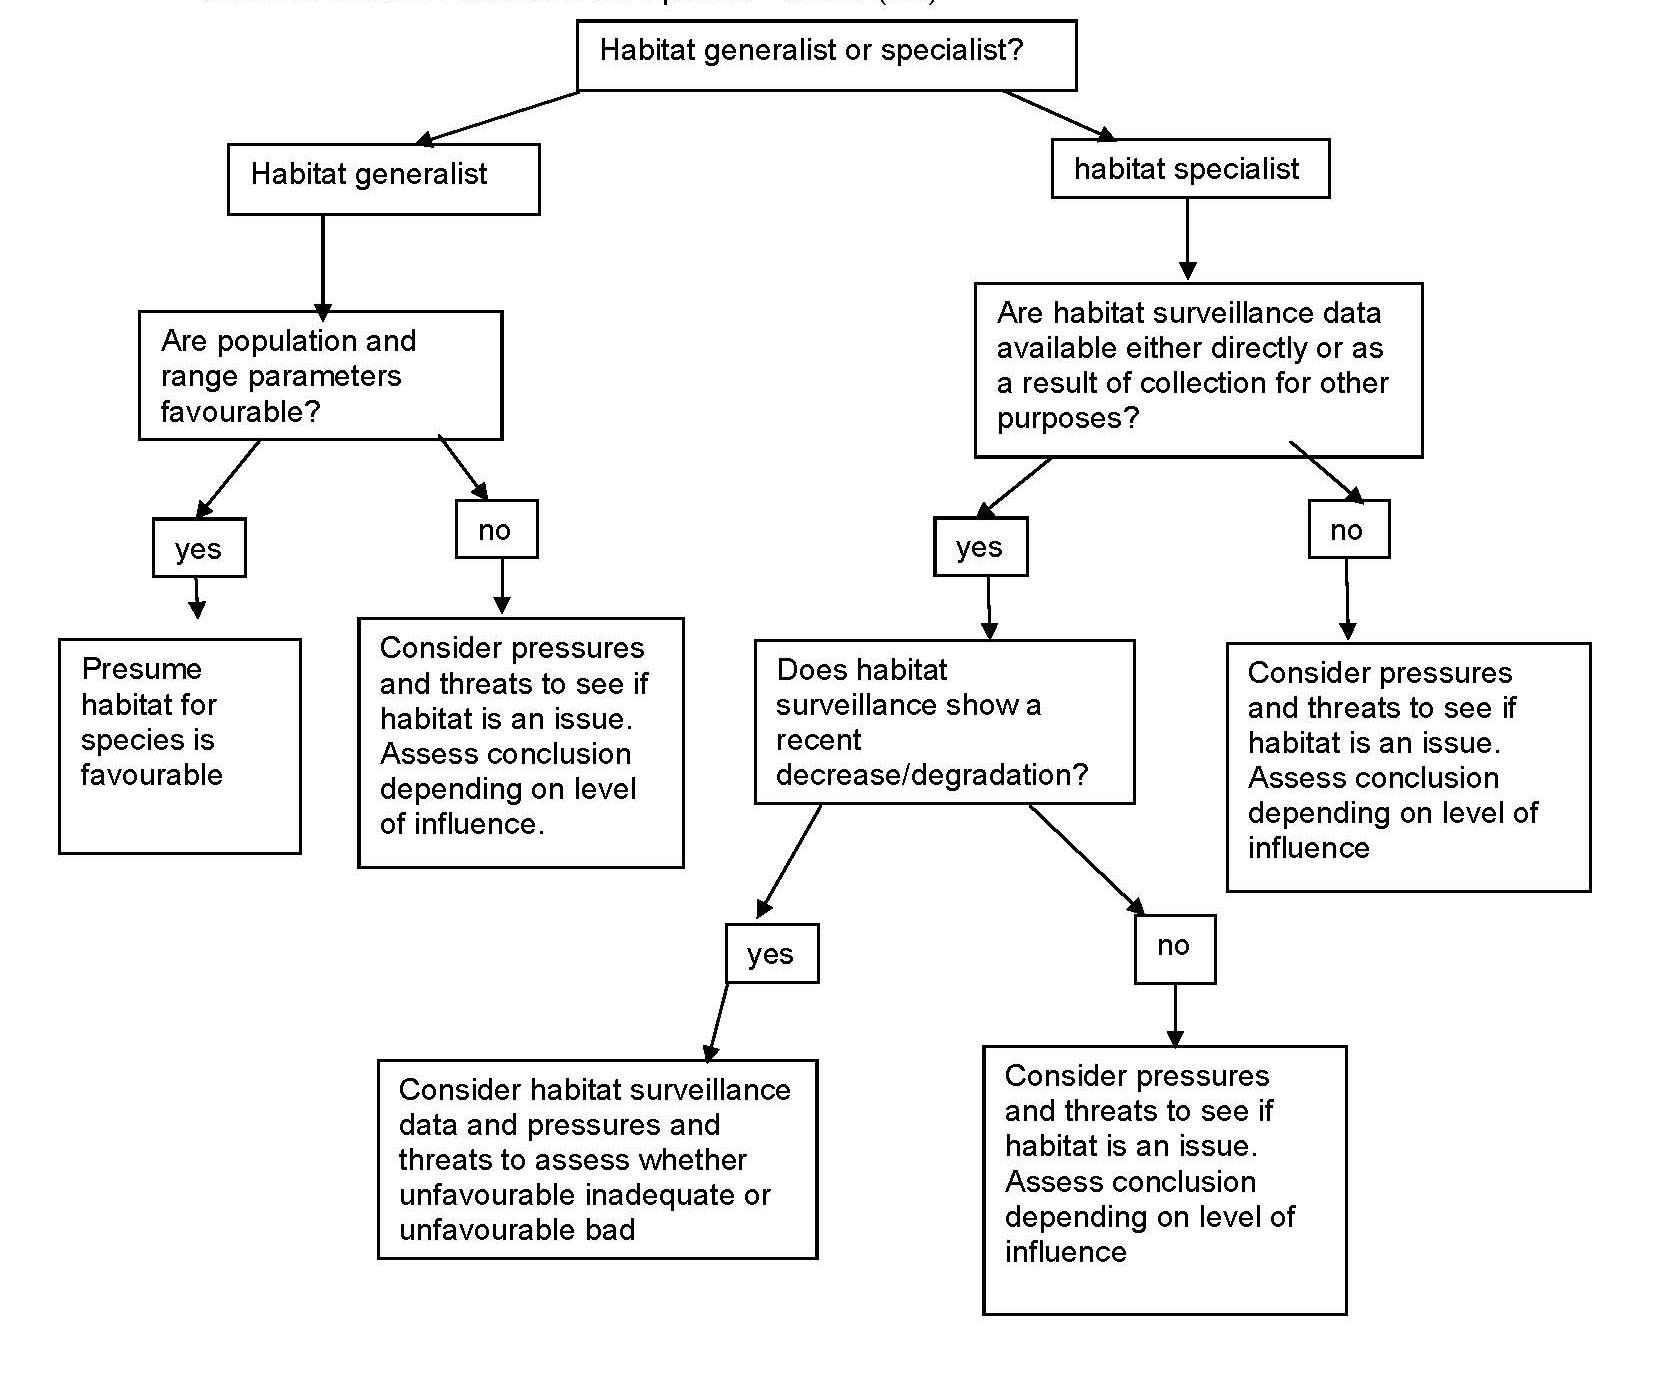 Habitat generalist or specialist?
Habitat generalist
habitat specialist
Are population and
range parameters
favourable?
Are habitat surveillance data
available either directly or as
a result of collection for other
purposes?
yes
no
yes
no
Presume
habitat for
species is
favourable
Consider pressures
and threats to see if
habitat is an issue.
Assess conclusion
depending on level
of influence.
Does habitat
surveillance show a
recent
decrease/degradation?
Consider pressures
and threats to see if
habitat is an issue.
Assess conclusion
depending on level of
influence
yes
no
Consider habitat surveillance
data and pressures and
threats to assess whether
unfavourable inadequate or
unfavourable bad
Consider pressures
and threats to see if
habitat is an issue.
Assess conclusion
depending on level of
influence